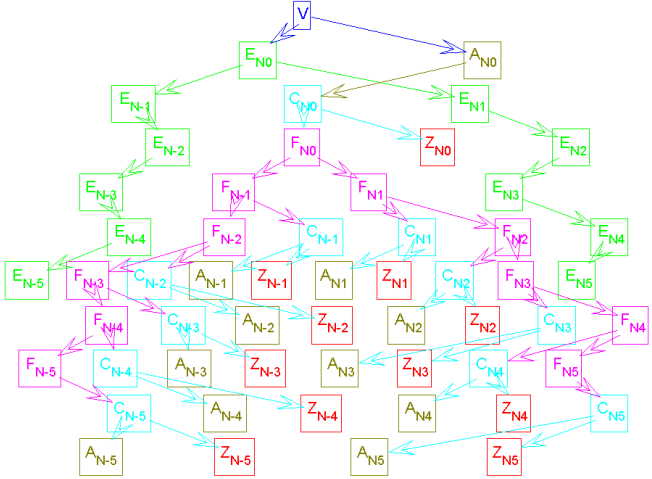 V
E_N0 A_N0
E_N-1 C_N0 E_N1
E_N-2 F_N0 Z_N0 E_N2
E_N-3 F_N-1 F_N1 E_N3
E_N-4 F_N-2 C_N-1 C_N1 F_N2 E_N4
E_N-5 F_N-3 C_N-2 A_N-1 Z_N-1 A_N1 Z_N1 C_N2 F_N3 E_N5
F_N-4 C_N-3 A_N-2 Z_N-2 A_N2 Z_N2 C_N3 F_N4
F_N-5 C_N-4 A_N-3 Z_N-3 A_N3 Z_N3 C_N4 F_N5
C_N-5 A_N-4 Z_N-4 A_N4 Z_N4 C_N5
A_N-5 Z_N-5 A_N5 Z_N5